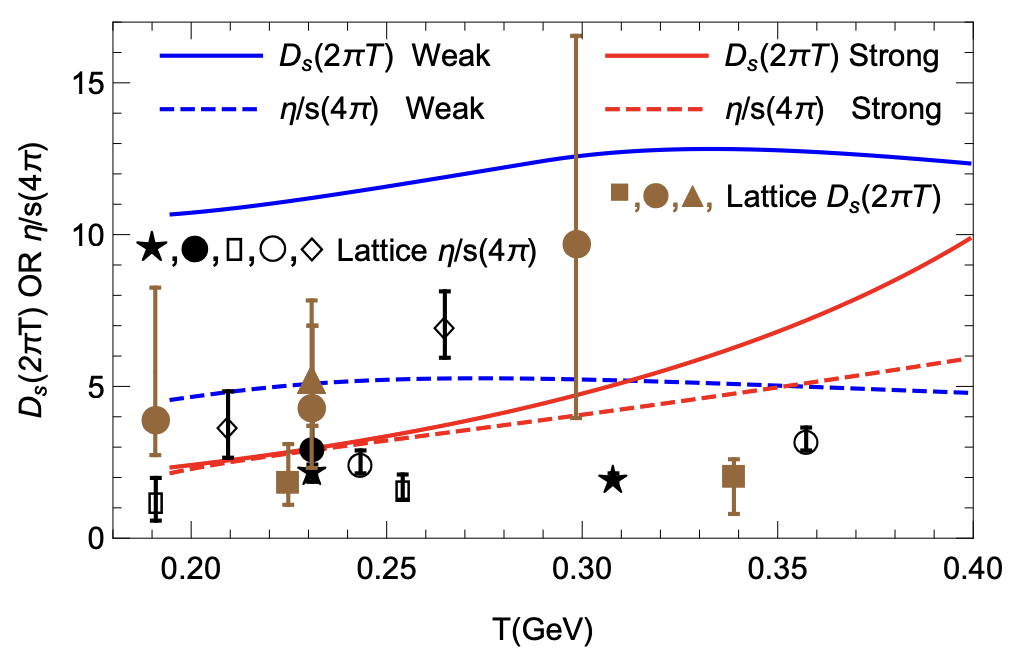 Dₛ(2πT) Weak
Dₛ(2πT) Strong
η/s(4π) Weak
η/s(4π) Strong
■,●,▲, Lattice Dₛ(2πT)
★,●,▯,○,◇ Lattice η/s(4π)
Dₛ(2πT) OR η/s(4π)
15
10
5
0
0.20 0.25 0.30 0.35 0.40
T(GeV)